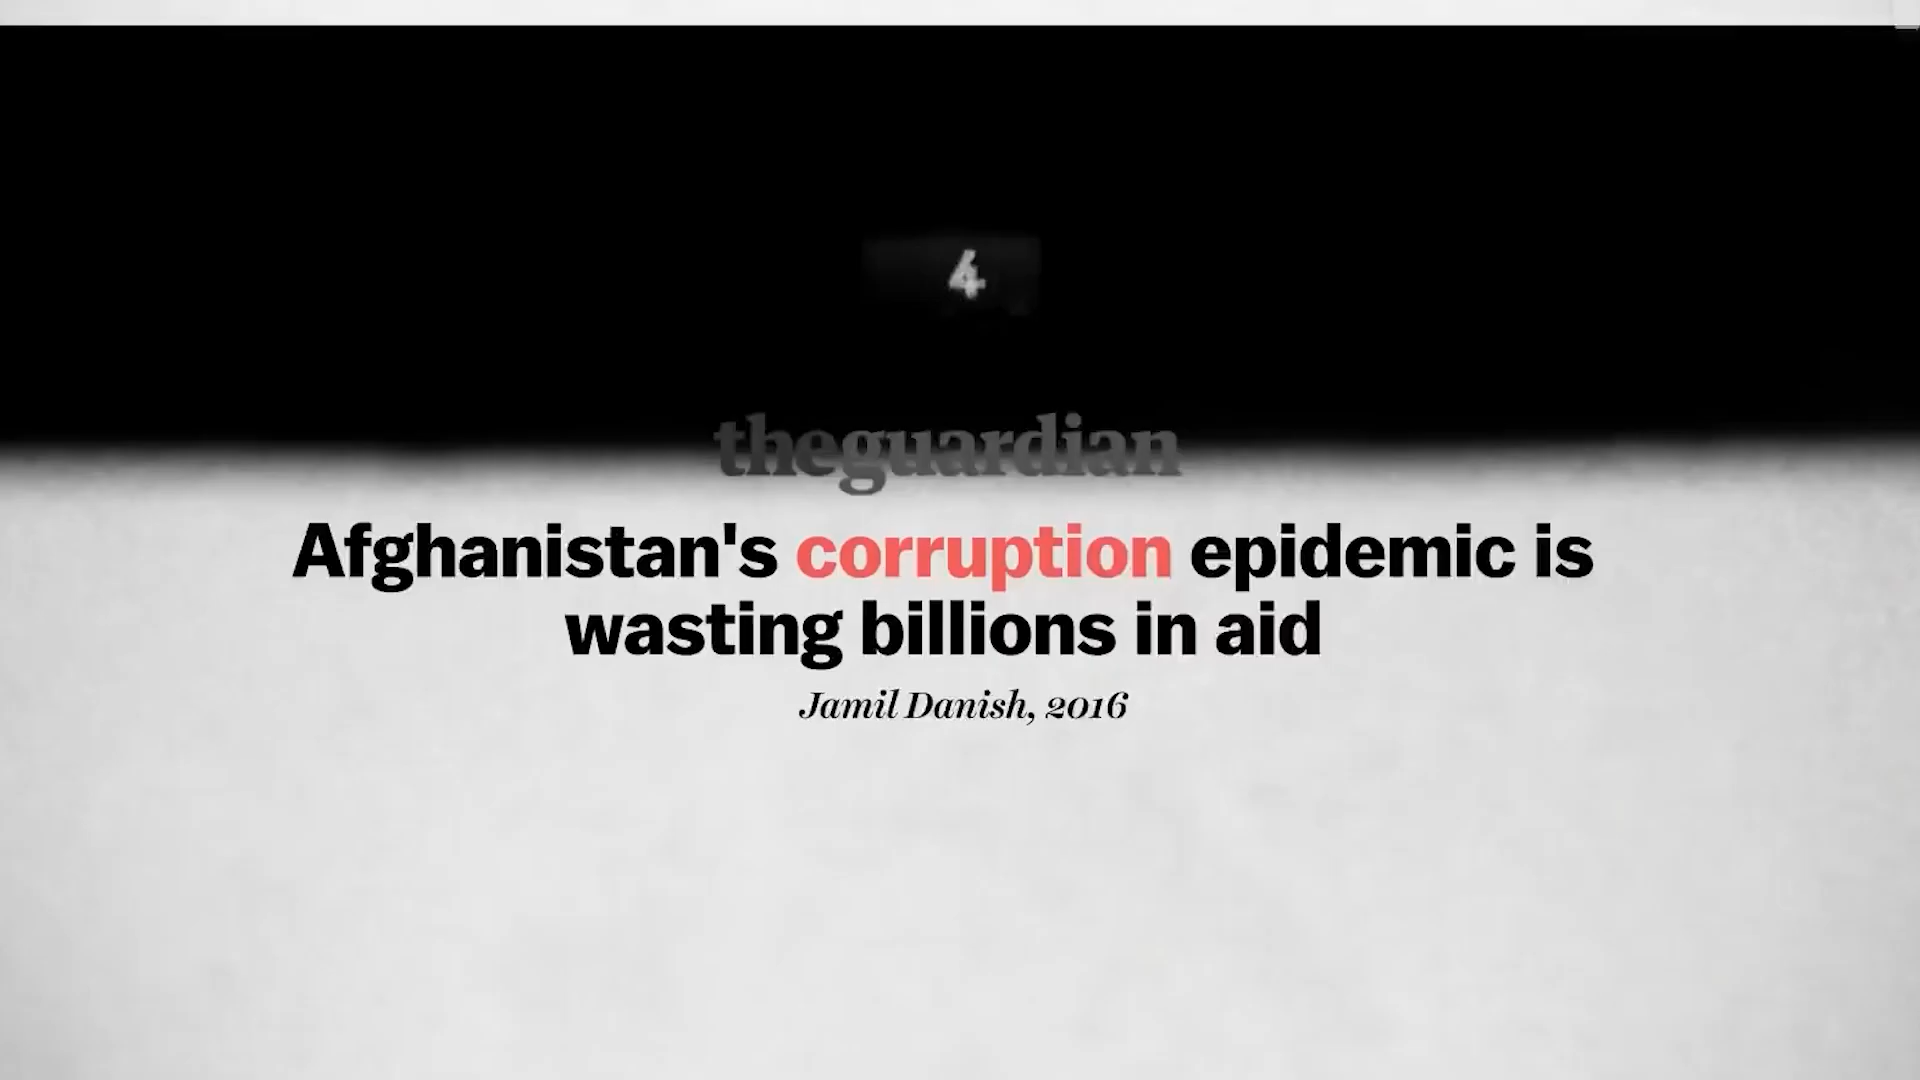 4
theguardian
Afghanistan's corruption epidemic is
wasting billions in aid
Jamil Danish, 2016